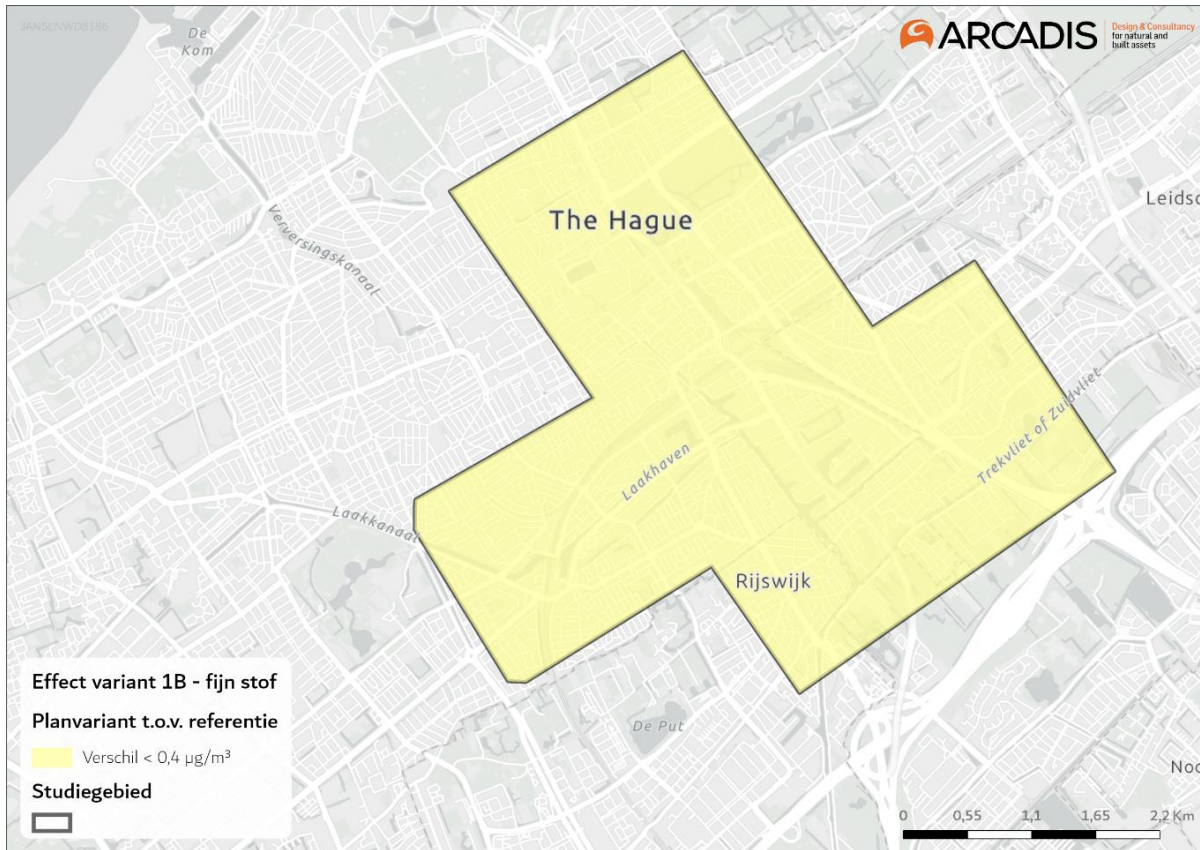 JANSENWD8186
De
Kom
ARCADIS
Design & Consultancy
for natural and
built assets
The Hague
Leidsc
Verversingskanaal
Trekvliet of Zuidvliet
Laakhaven
Laakkanaal
Rijswijk
De Put
Nooc
Effect variant 1B - fijn stof
Planvariant t.o.v. referentie
Verschil < 0,4 µg/m³
Studiegebied
0 0,55 1,1 1,65 2,2 Km